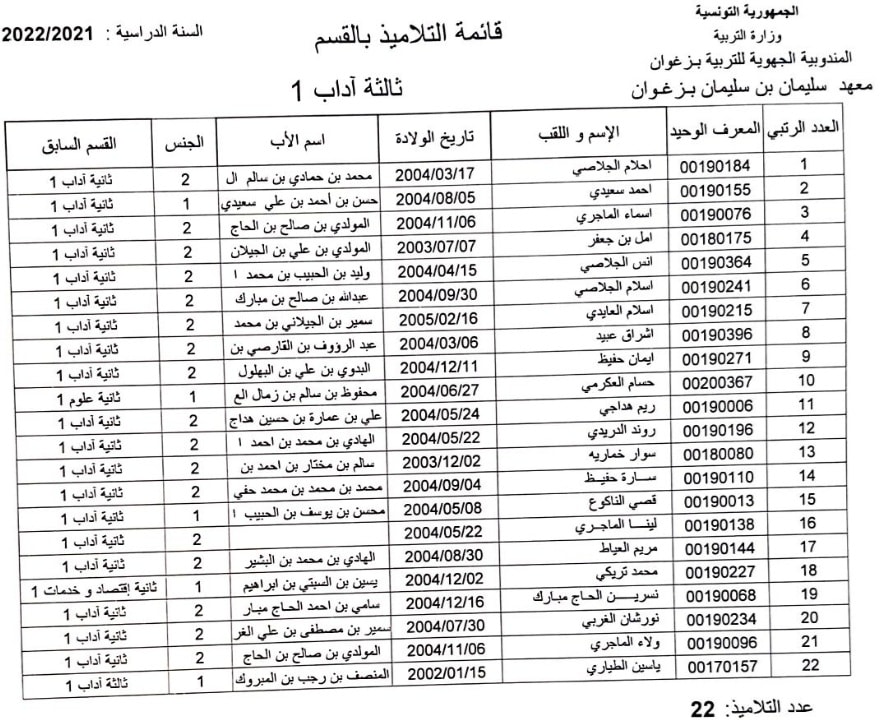 الجمهورية التونسية
وزارة التربية
المندوبية الجهوية للتربية بـزغوان
معهد سليمان بن سليمان بـزغـوان
قائمة التلاميذ بالقسم
السنة الدراسية : 2022/2021
ثالثة آداب 1
العدد الرتبي المعرف الوحيد الإسم و اللقب تاريخ الولادة اسم الأب الجنس القسم السابق
1 00190184 احلام الجلاصي 2004/03/17 محمد بن حمادي بن سالم ال 2 ثانية آداب 1
2 00190155 احمد سعيدي 2004/08/05 حسن بن أحمد بن علي سعيدي 1 ثانية آداب 1
3 00190076 اسماء الماجري 2004/11/06 المولدي بن صالح بن الحاج 2 ثانية آداب 1
4 00180175 امل بن جعفر 2003/07/07 المولدي بن علي بن الجيلان 2 ثانية آداب 1
5 00190364 انس الجلاصي 2004/04/15 وليد بن الحبيب بن محمد ا 2 ثانية آداب 1
6 00190241 اسلام الجلاصي 2004/09/30 عبدالله بن صالح بن مبارك 2 ثانية آداب 1
7 00190215 اسلام العايدي 2005/02/16 سمير بن الجيلاني بن محمد 2 ثانية آداب 1
8 00190396 اشراق عبيد 2004/03/06 عبد الرؤوف بن القارصي بن 2 ثانية آداب 1
9 00190271 ايمان حفيظ 2004/12/11 البدوي بن علي بن البهلول 2 ثانية آداب 1
10 00200367 حسام العكرمي 2004/06/27 محفوظ بن سالم بن زمال الع 1 ثانية علوم 1
11 00190006 ريم هداجي 2004/05/24 علي بن عمارة بن حسين هداج 2 ثانية آداب 1
12 00190196 روند الدريدي 2004/05/22 الهادي بن محمد بن احمد ا 2 ثانية آداب 1
13 00180080 سوار خماريه 2003/12/02 سالم بن مختار بن احمد بن 2 ثانية آداب 1
14 00190110 سـارة حفيـظ 2004/09/04 محمد بن محمد بن محمد حفي 2 ثانية آداب 1
15 00190013 قصي الناكوع 2004/05/08 محسن بن يوسف بن الحبيب ا 1 ثانية آداب 1
16 00190138 لينـا الماجـري 2004/05/22 2 ثانية آداب 1
17 00190144 مريم العياط 2004/08/30 الهادي بن محمد بن البشير 2 ثانية آداب 1
18 00190227 محمد تريكي 2004/12/02 يسين بن السبتي بن ابراهيم 1 ثانية إقتصاد و خدمات 1
19 00190068 نسريـن الحـاج مبارك 2004/12/16 سامي بن احمد الحـاج مبـار 2 ثانية آداب 1
20 00190234 نورشان الغربي 2004/07/30 سمير بن مصطفى بن علي الغر 2 ثانية آداب 1
21 00190096 ولاء الماجري 2004/11/06 المولدي بن صالح بن الحاج 2 ثانية آداب 1
22 00170157 ياسين الطياري 2002/01/15 المنصف بن رجب بن المبروك 1 ثالثة آداب 1
عدد التلاميذ: 22